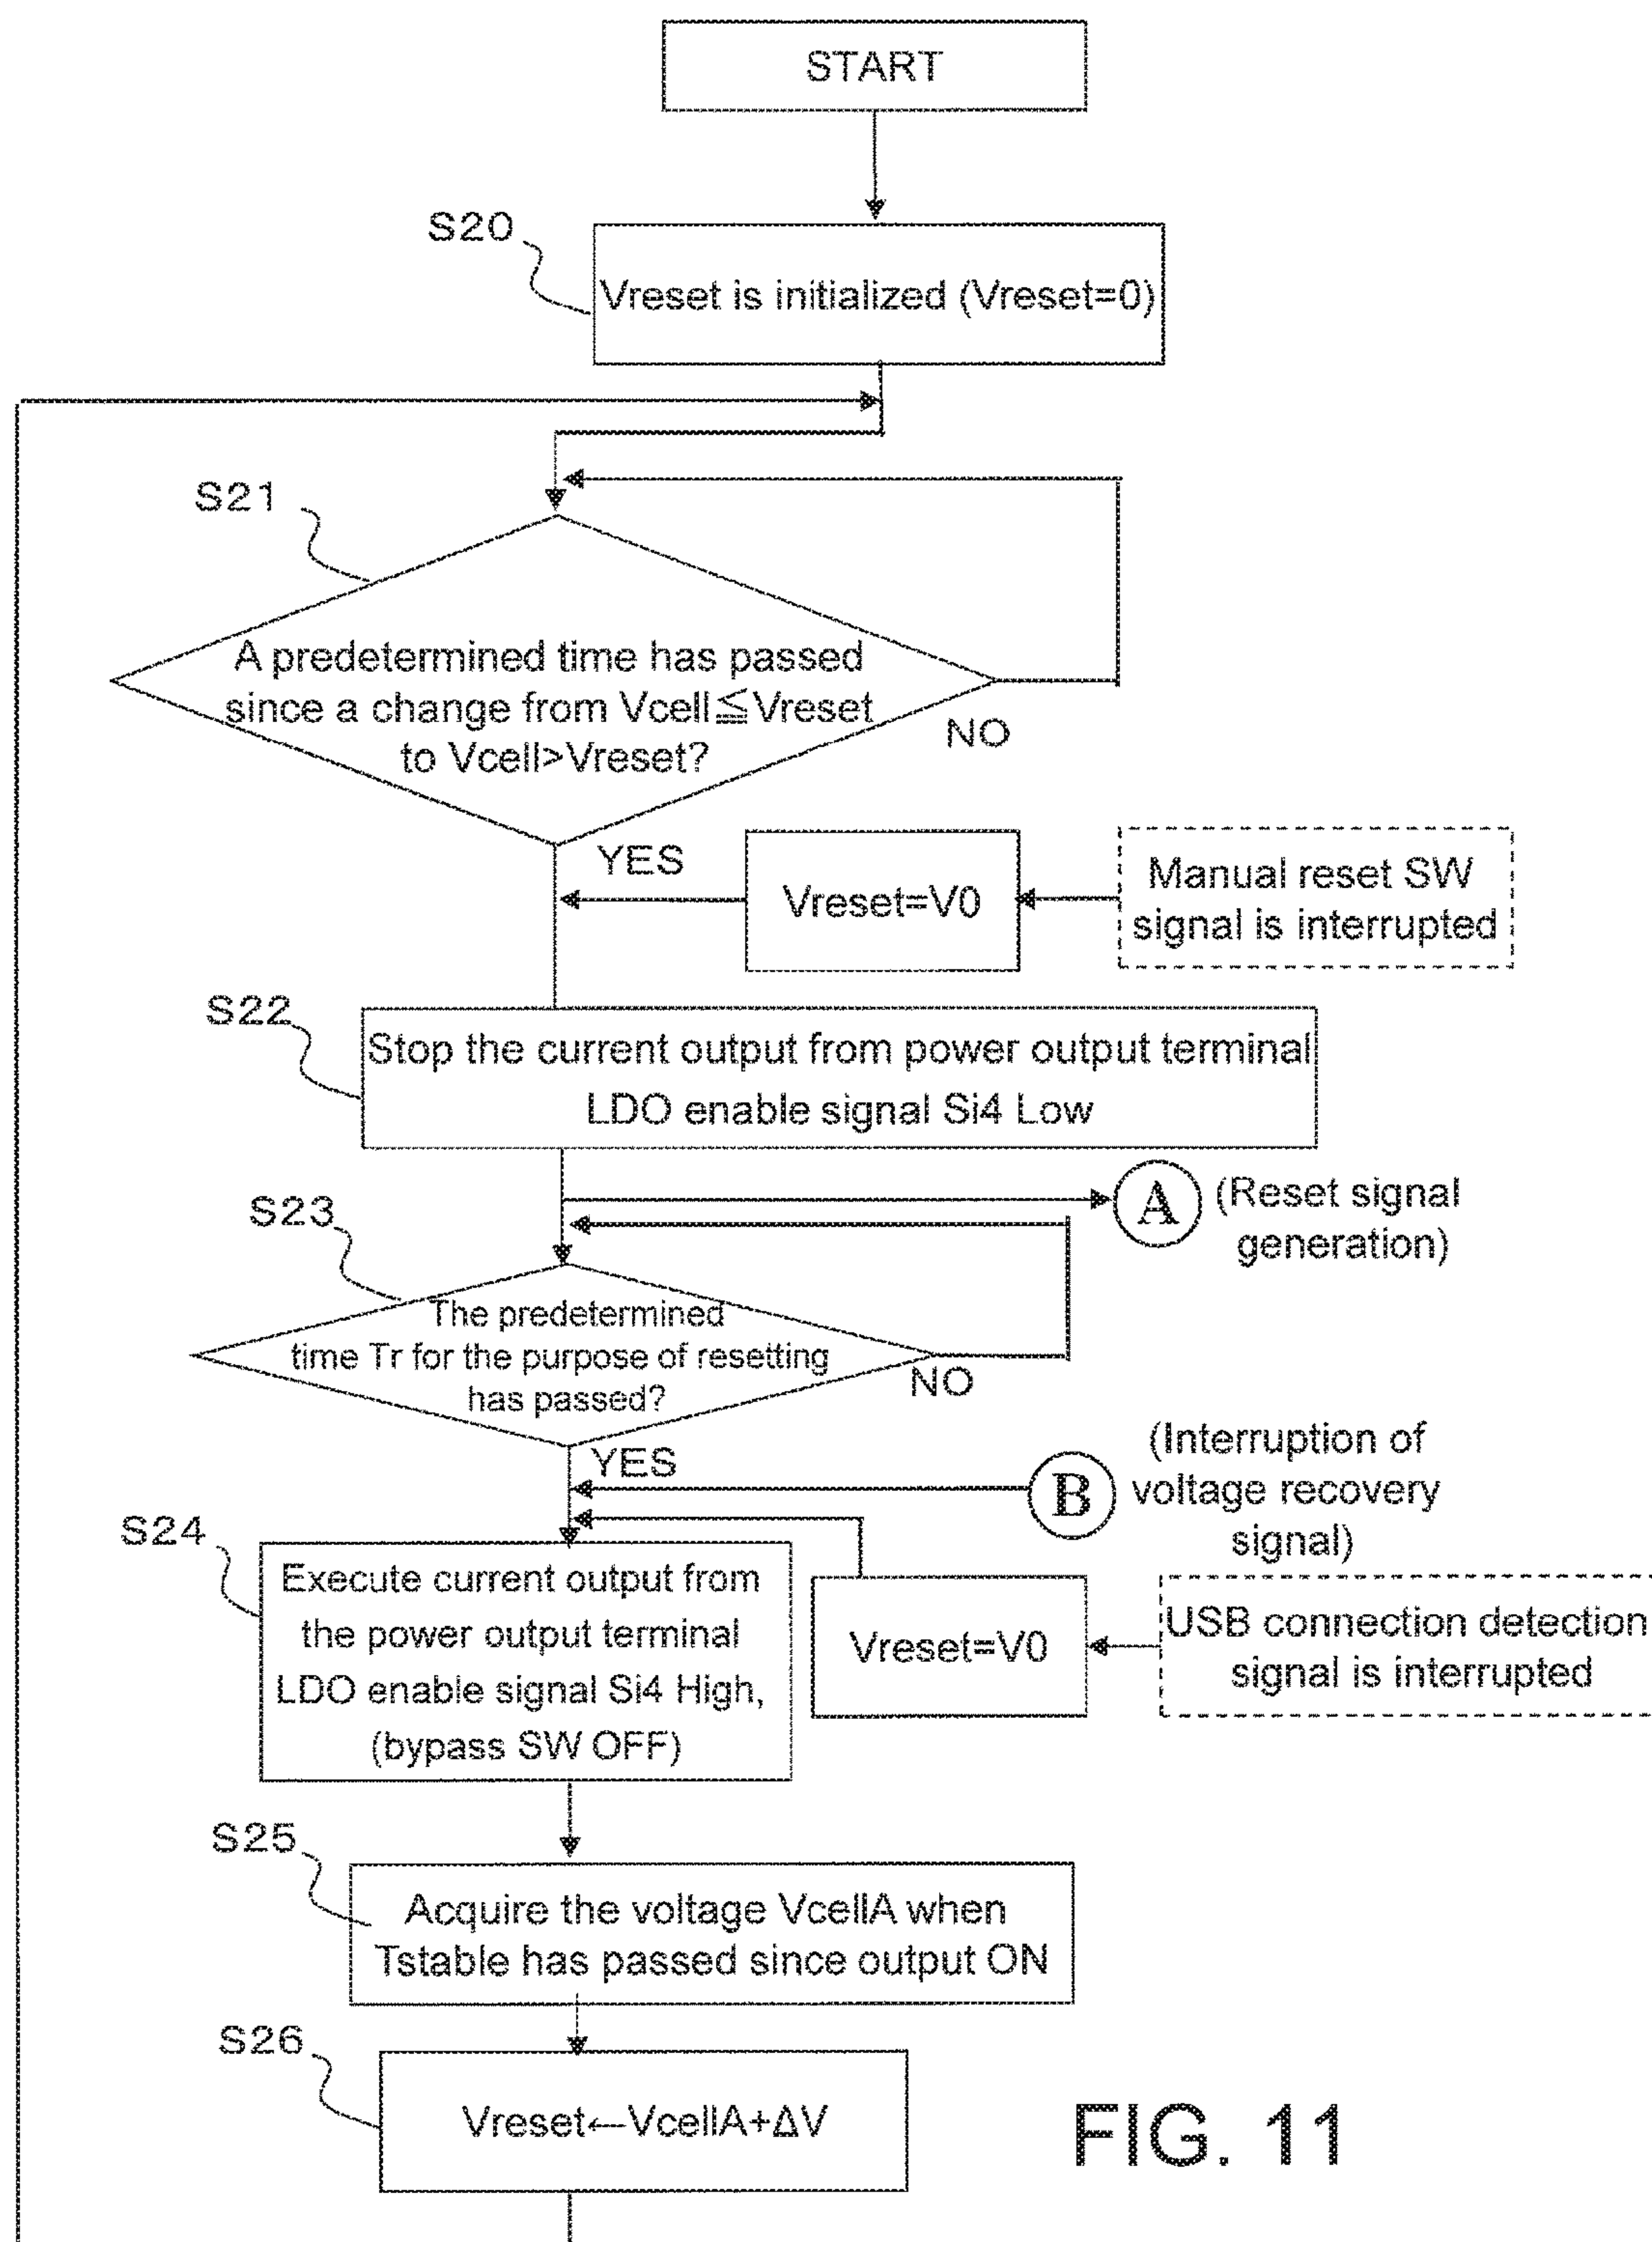 START
S20
Vreset is initialized (Vreset=0)
S21
A predetermined time has passed
since a change from Vcell≦Vreset
to Vcell>Vreset?
NO
YES
Vreset=V0
Manual reset SW
signal is interrupted
S22
Stop the current output from power output terminal
LDO enable signal Si4 Low
A
(Reset signal
generation)
S23
The predetermined
time Tr for the purpose of resetting
has passed?
NO
YES
B
(Interruption of
voltage recovery
signal)
S24
Execute current output from
the power output terminal
LDO enable signal Si4 High,
(bypass SW OFF)
Vreset=V0
USB connection detection
signal is interrupted
S25
Acquire the voltage VcellA when
Tstable has passed since output ON
S26
Vreset←VcellA+ΔV
FIG. 11